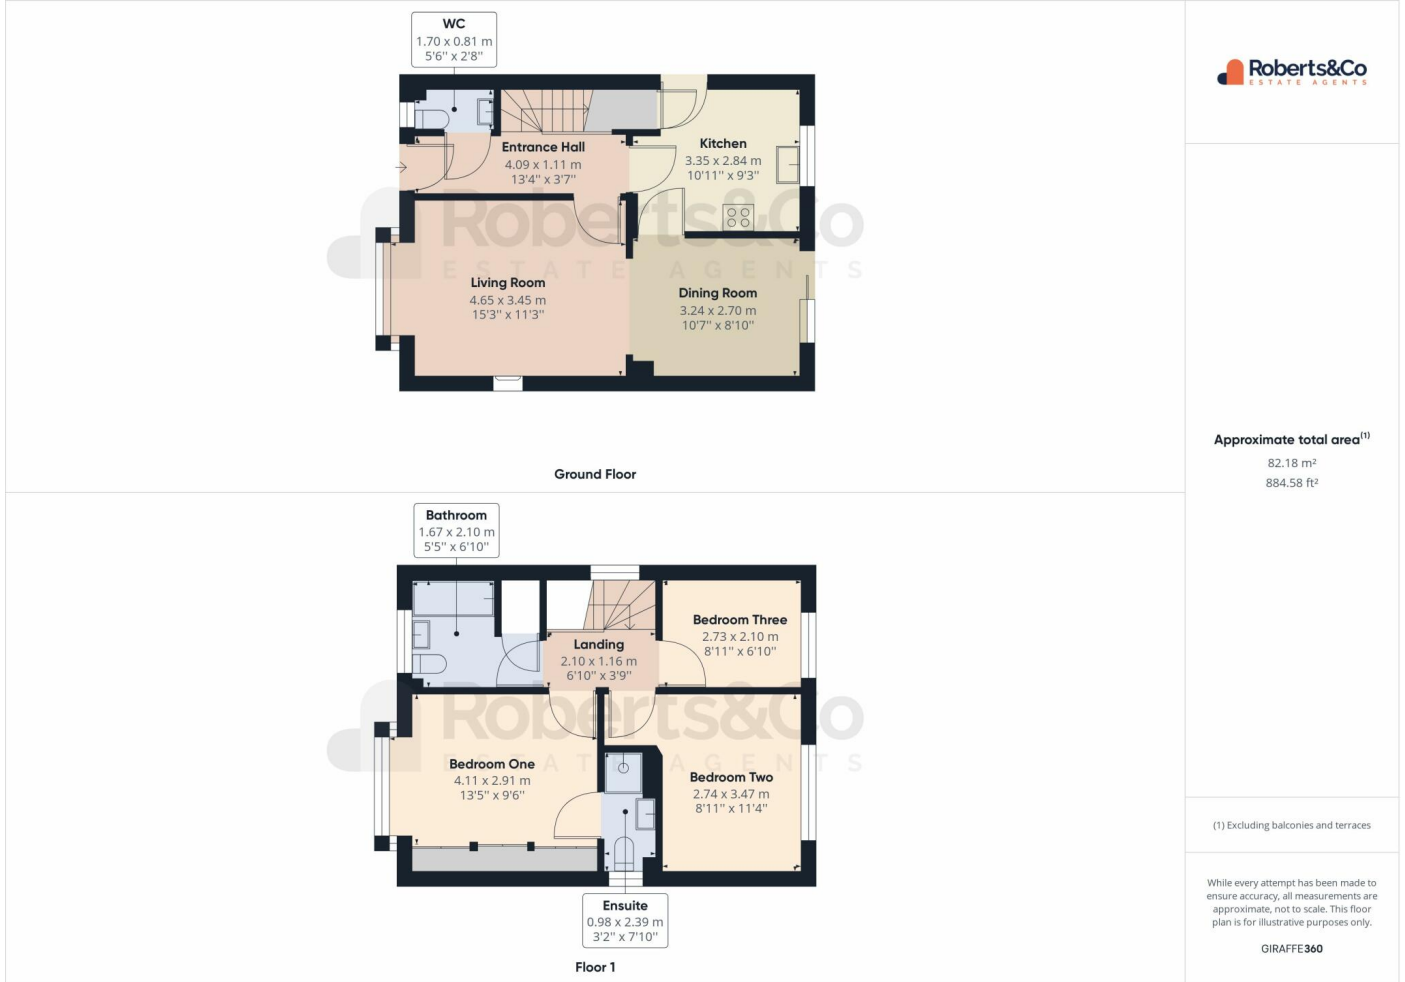 WC
1.70 x 0.81 m
5'6'' x 2'8''
Entrance Hall
4.09 x 1.11 m
13'4'' x 3'7''
Kitchen
3.35 x 2.84 m
10'11'' x 9'3''
Roberts&Co
ESTATE AGENTS
Living Room
4.65 x 3.45 m
15'3'' x 11'3''
Dining Room
3.24 x 2.70 m
10'7'' x 8'10''
Ground Floor
Bathroom
1.67 x 2.10 m
5'5'' x 6'10''
Landing
2.10 x 1.16 m
6'10'' x 3'9''
Bedroom Three
2.73 x 2.10 m
8'11'' x 6'10''
Roberts&Co
ESTATE AGENTS
Bedroom One
4.11 x 2.91 m
13'5'' x 9'6''
Bedroom Two
2.74 x 3.47 m
8'11'' x 11'4''
Ensuite
0.98 x 2.39 m
3'2'' x 7'10''
Floor 1
Roberts&Co
ESTATE AGENTS
Approximate total area(1)
82.18 m²
884.58 ft²
(1) Excluding balconies and terraces
While every attempt has been made to
ensure accuracy, all measurements are
approximate, not to scale. This floor
plan is for illustrative purposes only.
GIRAFFE360